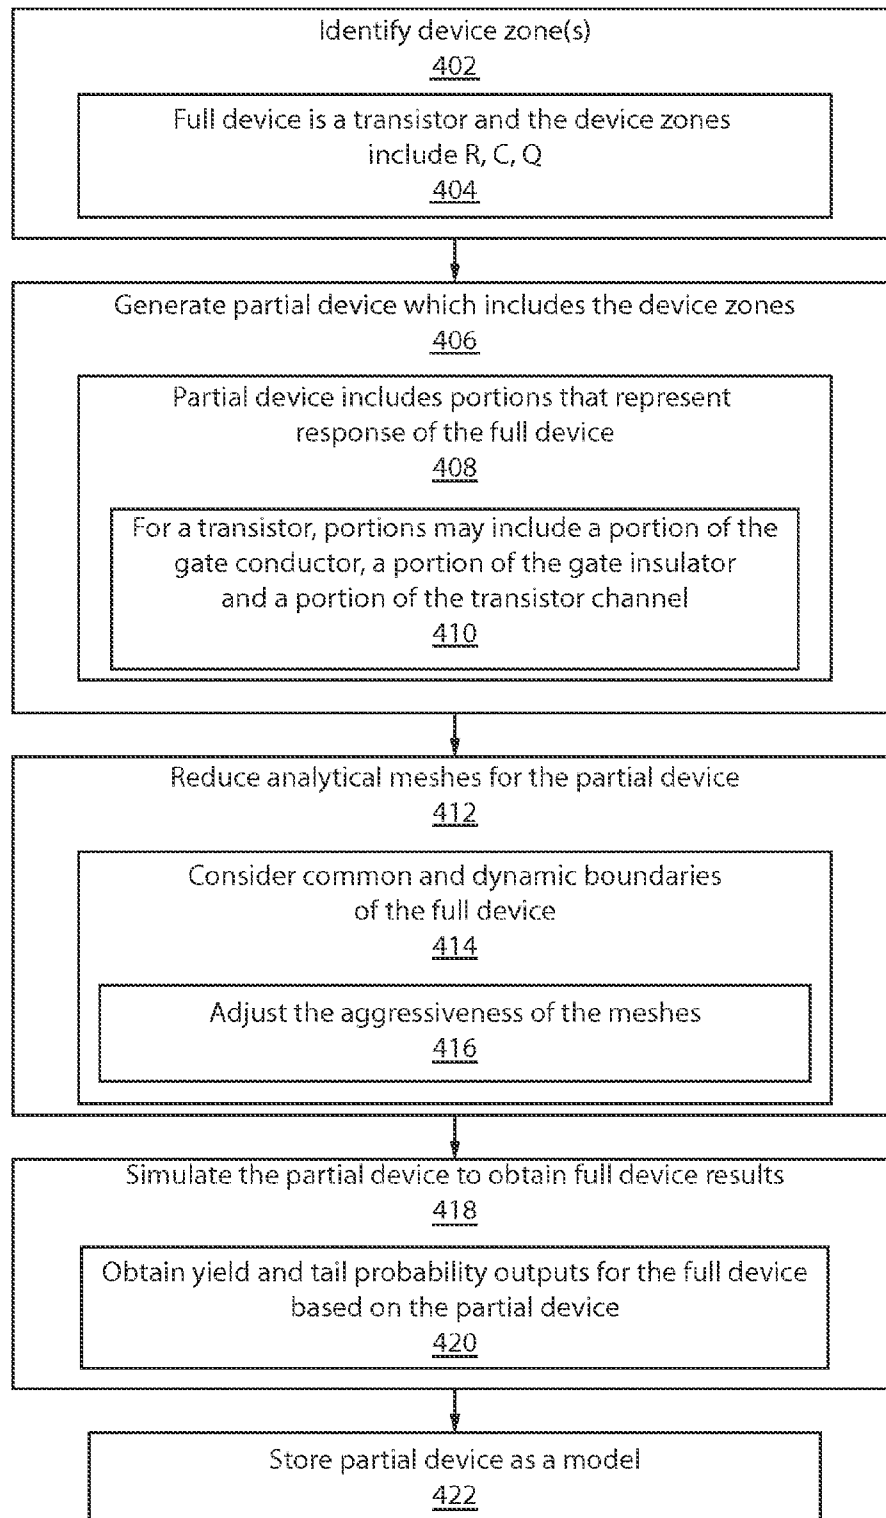 Identify device zone(s)
402
Full device is a transistor and the device zones
include R, C, Q
404
Generate partial device which includes the device zones
406
Partial device includes portions that represent
response of the full device
408
For a transistor, portions may include a portion of the
gate conductor, a portion of the gate insulator
and a portion of the transistor channel
410
Reduce analytical meshes for the partial device
412
Consider common and dynamic boundaries
of the full device
414
Adjust the aggressiveness of the meshes
416
Simulate the partial device to obtain full device results
418
Obtain yield and tail probability outputs for the full device
based on the partial device
420
Store partial device as a model
422